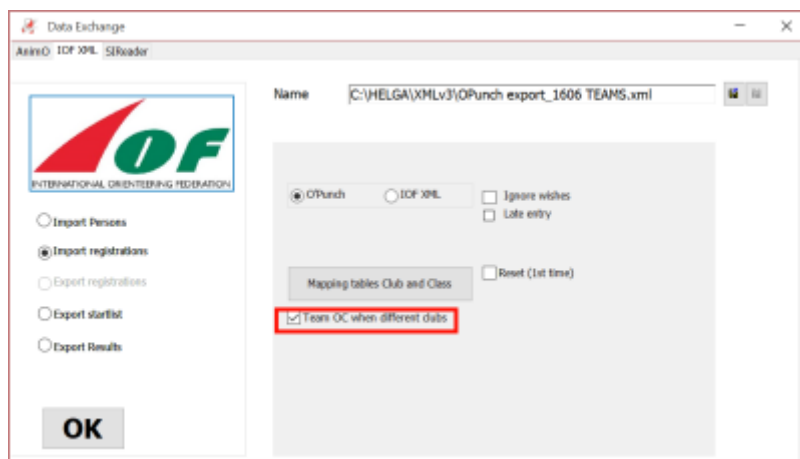 Data Exchange
AnimO IOF XML SIReader
Name C:\HELGA\XMLv3\OPunch export_1606 TEAMS.xml
IOF
INTERNATIONAL ORIENTEERING FEDERATION
O'Punch IOF XML Ignore wishes
Late entry
Import Persons
Import registrations
Export registrations
Mapping tables Club and Class Reset (1st time)
Export startlist
Team OC when different clubs
Export Results
OK